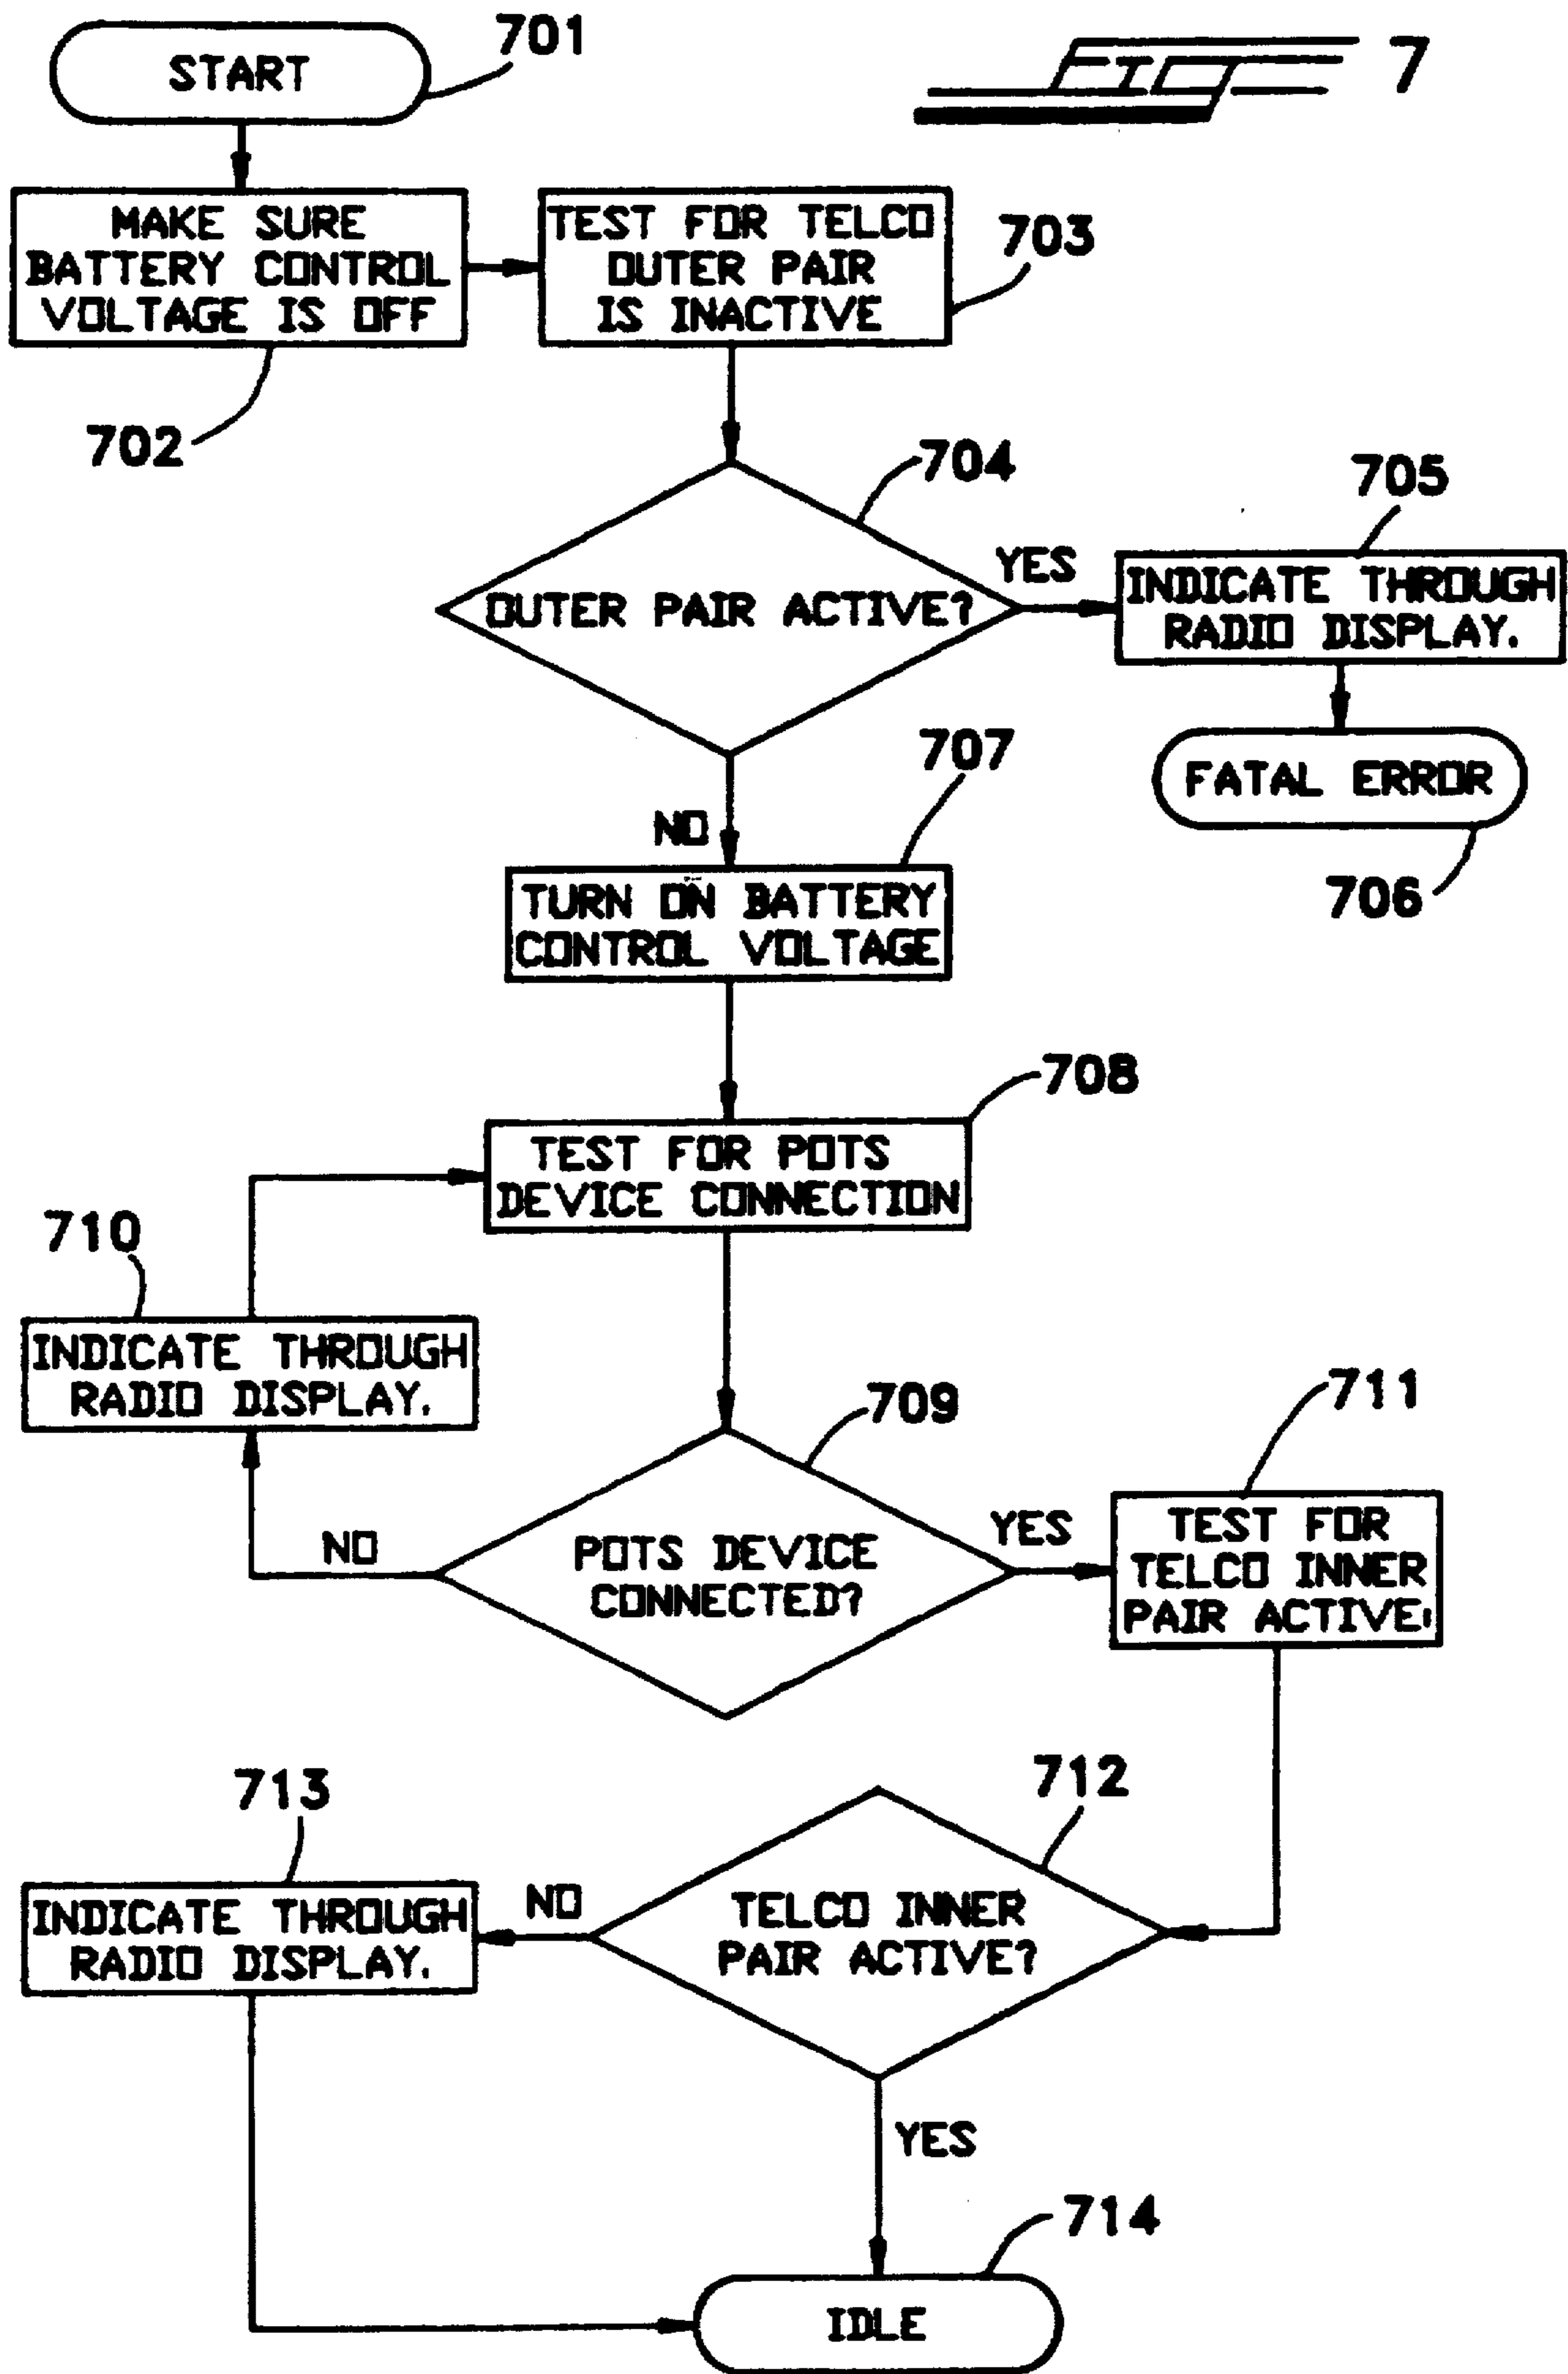 701
START
FIG 7
MAKE SURE
BATTERY CONTROL
VOLTAGE IS OFF
702
TEST FOR TELCO
OUTER PAIR
IS INACTIVE
703
704
OUTER PAIR ACTIVE?
YES
705
INDICATE THROUGH
RADIO DISPLAY.
FATAL ERROR
706
NO
707
TURN ON BATTERY
CONTROL VOLTAGE
708
TEST FOR POTS
DEVICE CONNECTION
710
INDICATE THROUGH
RADIO DISPLAY.
709
NO
POTS DEVICE
CONNECTED?
YES
711
TEST FOR
TELCO INNER
PAIR ACTIVE.
712
713
INDICATE THROUGH
RADIO DISPLAY.
NO
TELCO INNER
PAIR ACTIVE?
YES
714
IDLE